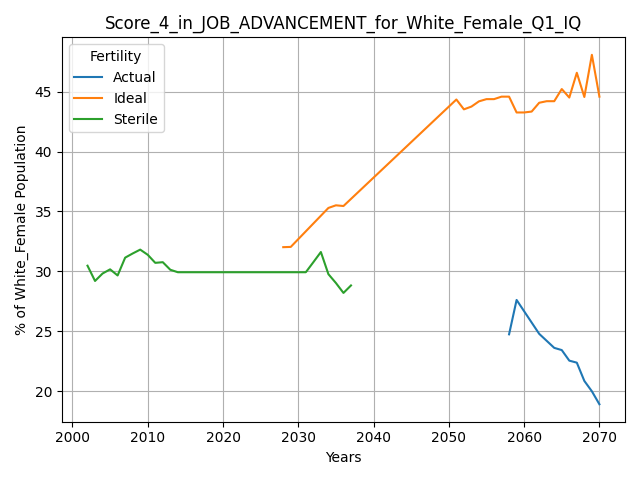 Score_4_in_JOB_ADVANCEMENT_for_White_Female_Q1_IQ
Fertility
Actual
Ideal
Sterile
% of White_Female Population
45
40
35
30
25
20
2000 2010 2020 2030 2040 2050 2060 2070
Years